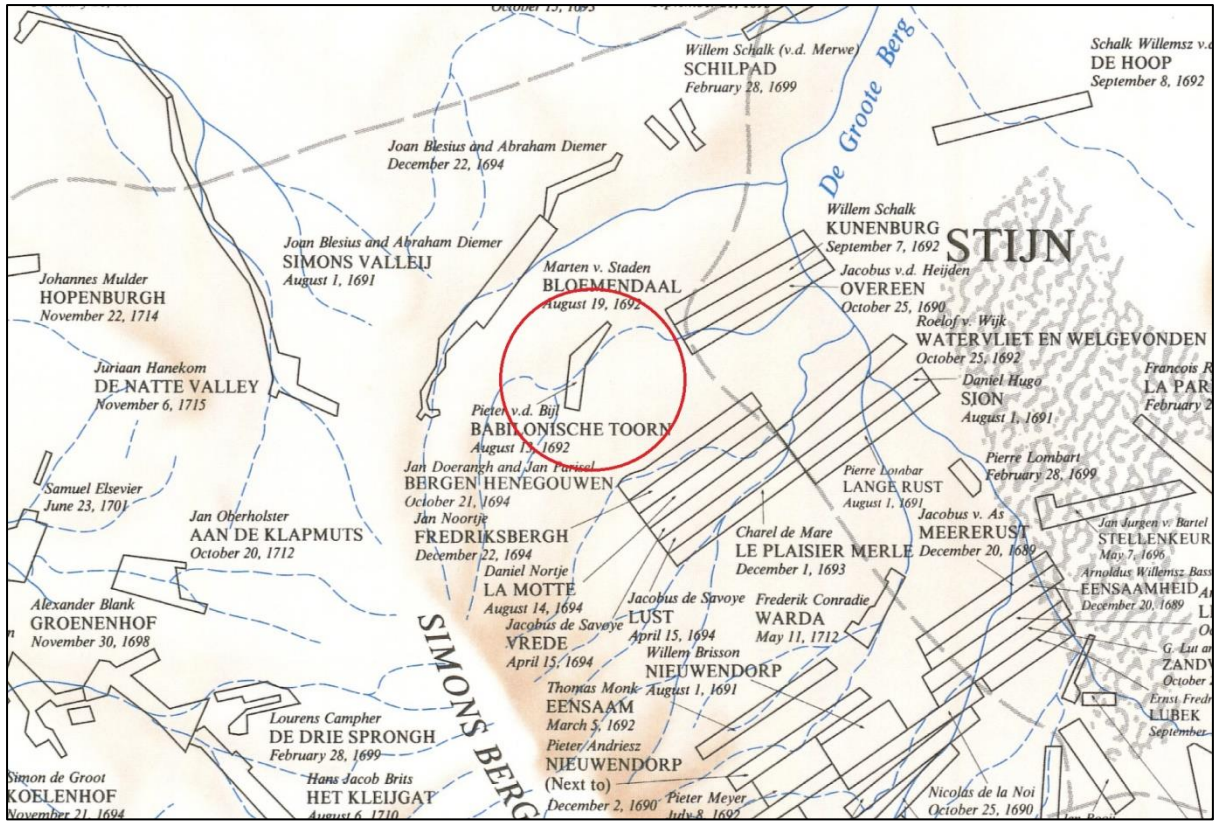 October 15, 1693
De Groote Berg
Willem Schalk (v.d. Merwe)
SCHILPAD
February 28, 1699
Schalk Willemsz
DE HOOP
September 8, 1692
Joan Blesius and Abraham Diemer
December 22, 1694
Willem Schalk
KUNENBURG
September 7, 1692
STIJN
Joan Blesius and Abraham Diemer
SIMONS VALLEIJ
August 1, 1691
Marten v. Staden
BLOEMENDAAL
August 19, 1692
Jacobus v.d. Heijden
OVEREEN
October 25, 1690
Johannes Mulder
HOPENBURGH
November 22, 1714
Roelof v. Wijk
WATERVLIET EN WELGEVONDEN
October 25, 1692
Juriaan Hanekom
DE NATTE VALLEY
November 6, 1715
Daniel Hugo
SION
August 1, 1691
Francois
LA PAR
February
Pieter v.d. Bijl
BABILONISCHE TOORN
August 13, 1692
Jan Doerangh and Jan Parisel
BERGEN HENEGOUWEN
October 21, 1694
Pierre Lombar
LANGE RUST
August 1, 1691
Pierre Lombart
February 28, 1699
Samuel Elsevier
June 23, 1701
Jan Oberholster
AAN DE KLAPMUTS
October 20, 1712
Jan Noortje
FREDRIKSBERGH
December 22, 1694
Charel de Mare
LE PLAISIER MERLE
December 1, 1693
Jacobus v. As
MEERERUST
December 20, 1689
Jan Jurgen v. Bartel
STELLENKEUR
May 7, 1696
Daniel Nortje
LA MOTTE
August 14, 1694
Arnoldus Willemsz Bass
EENSAAMHEID
December 20, 1689
Alexander Blank
GROENENHOF
November 30, 1698
Jacobus de Savoye
VREDE
April 15, 1694
Jacobus de Savoye
LUST
April 15, 1694
Frederik Conradie
WARDA
May 11, 1712
G. Lut
ZANDV
October
SIMONS BERG
Willem Brisson
NIEUWENDORP
August 1, 1691
Thomas Monk
EENSAAM
March 5, 1692
Ernst Fredr
LUBEK
September
Lourens Campher
DE DRIE SPRONGH
February 28, 1699
Pieter Andriesz
NIEUWENDORP
(Next to)
December 2, 1690
Simon de Groot
KOELENHOF
November 21, 1694
Hans Jacob Brits
HET KLEIJGAT
August 6, 1710
Pieter Meyer
July 8, 1692
Nicolas de la Noi
October 25, 1690